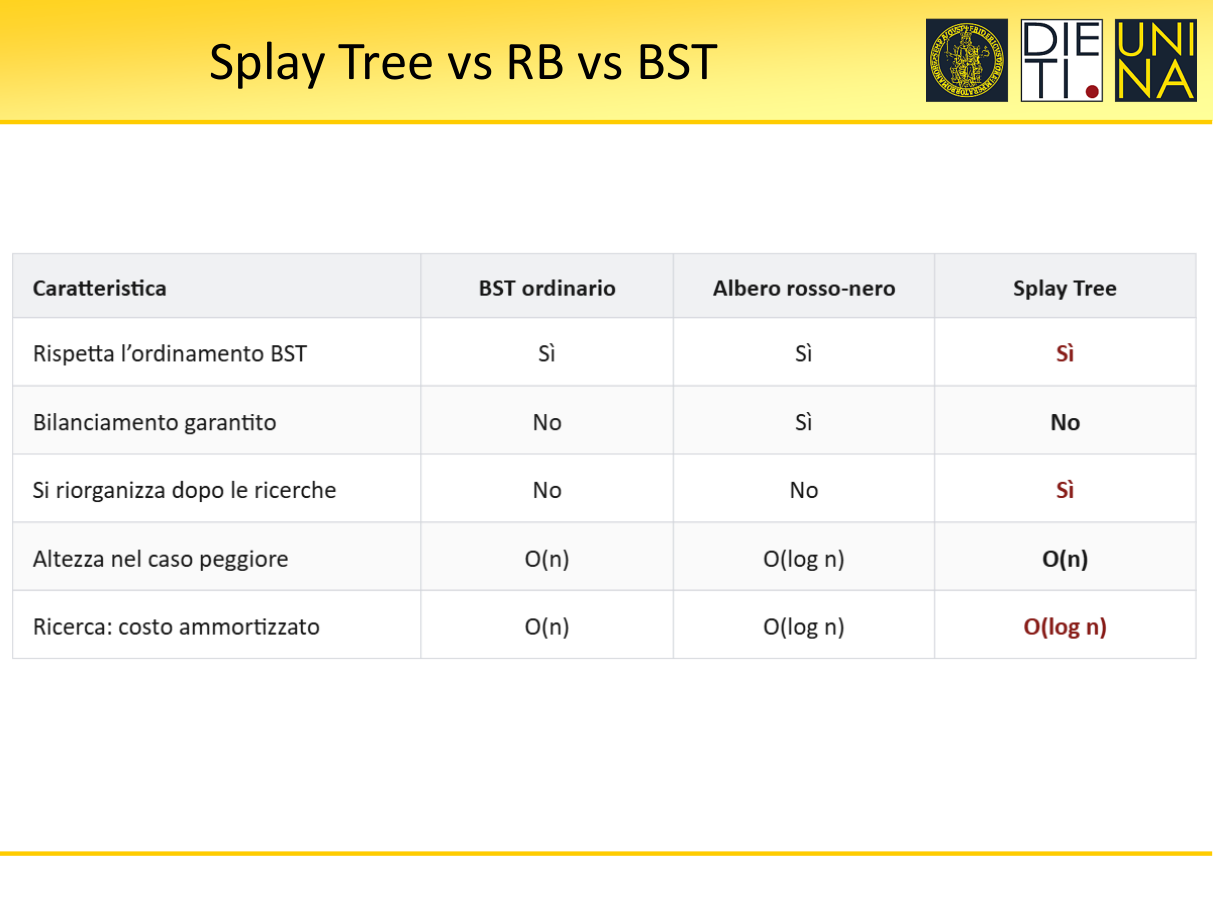 Splay Tree vs RB vs BST
DIE
TI.
UNI
NA
Caratteristica BST ordinario Albero rosso-nero Splay Tree
Rispetta l’ordinamento BST Sì Sì Sì
Bilanciamento garantito No Sì No
Si riorganizza dopo le ricerche No No Sì
Altezza nel caso peggiore O(n) O(log n) O(n)
Ricerca: costo ammortizzato O(n) O(log n) O(log n)